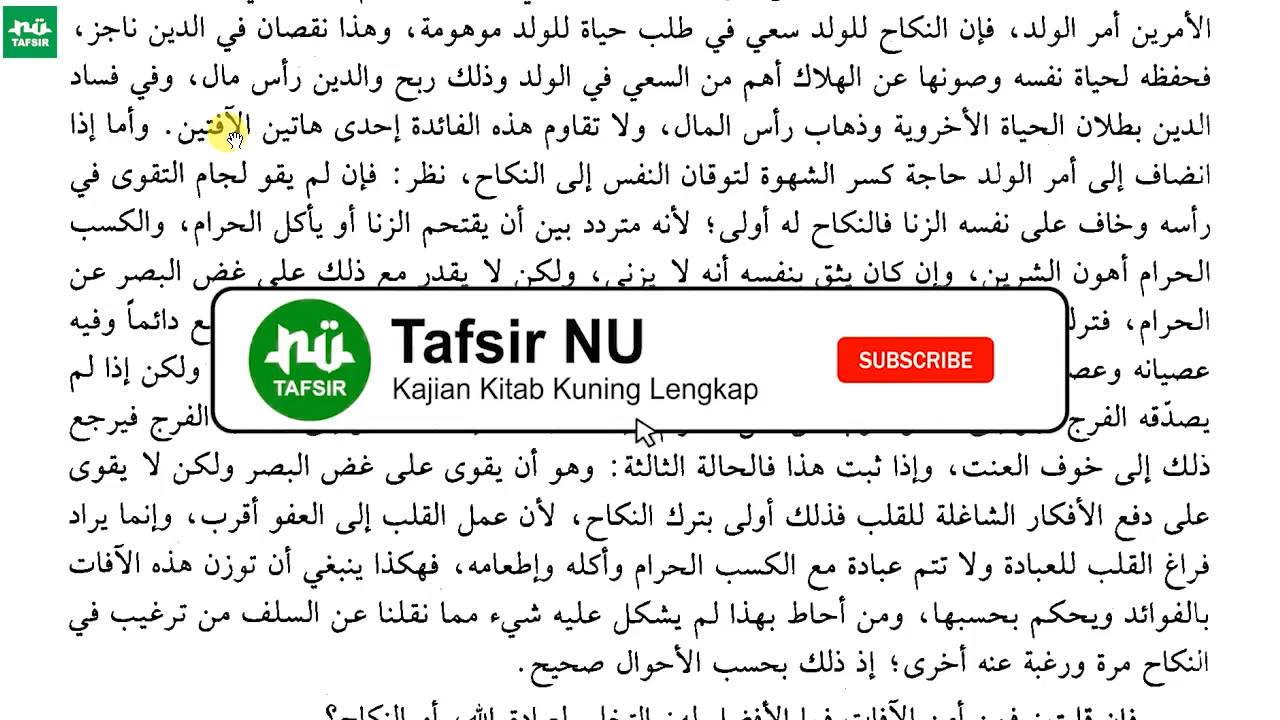 nü
TAFSIR
الأمرين أمر الولد، فإن النكاح للولد سعي في طلب حياة للولد موهومة، وهذا نقصان في الدين ناجز،
فحفظه لحياة نفسه وصونها عن الهلاك أهم من السعي في الولد وذلك ربح والدين رأس مال، وفي فساد
الدين بطلان الحياة الأخروية وذهاب رأس المال، ولا تقاوم هذه الفائدة إحدى هاتين الآفتين. وأما إذا
انضاف إلى أمر الولد حاجة كسر الشهوة لتوقان النفس إلى النكاح، نظر: فإن لم يقو لجام التقوى في
رأسه وخاف على نفسه الزنا فالنكاح له أولى؛ لأنه متردد بين أن يقتحم الزنا أو يأكل الحرام، والكسب
الحرام أهون الشرين، وإن كان يثق بنفسه أنه لا يزني، ولكن لا يقدر مع ذلك على غض البصر عن
الحرام، دائماً وفيه
عصيانه ولكن إذا لم
يصدّقه الفرج الفرج فيرجع
nü
TAFSIR
Tafsir NU
Kajian Kitab Kuning Lengkap
SUBSCRIBE
ذلك إلى خوف العنت، وإذا ثبت هذا فالحالة الثالثة: وهو أن يقوى على غض البصر ولكن لا يقوى
على دفع الأفكار الشاغلة للقلب فذلك أولى بترك النكاح، لأن عمل القلب إلى العفو أقرب، وإنما يراد
فراغ القلب للعبادة ولا تتم عبادة مع الكسب الحرام وأكله وإطعامه، فهكذا ينبغي أن توزن هذه الآفات
بالفوائد ويحكم بحسبها، ومن أحاط بهذا لم يشكل عليه شيء مما نقلنا عن السلف من ترغيب في
النكاح مرة ورغبة عنه أخرى؛ إذ ذلك بحسب الأحوال صحيح.